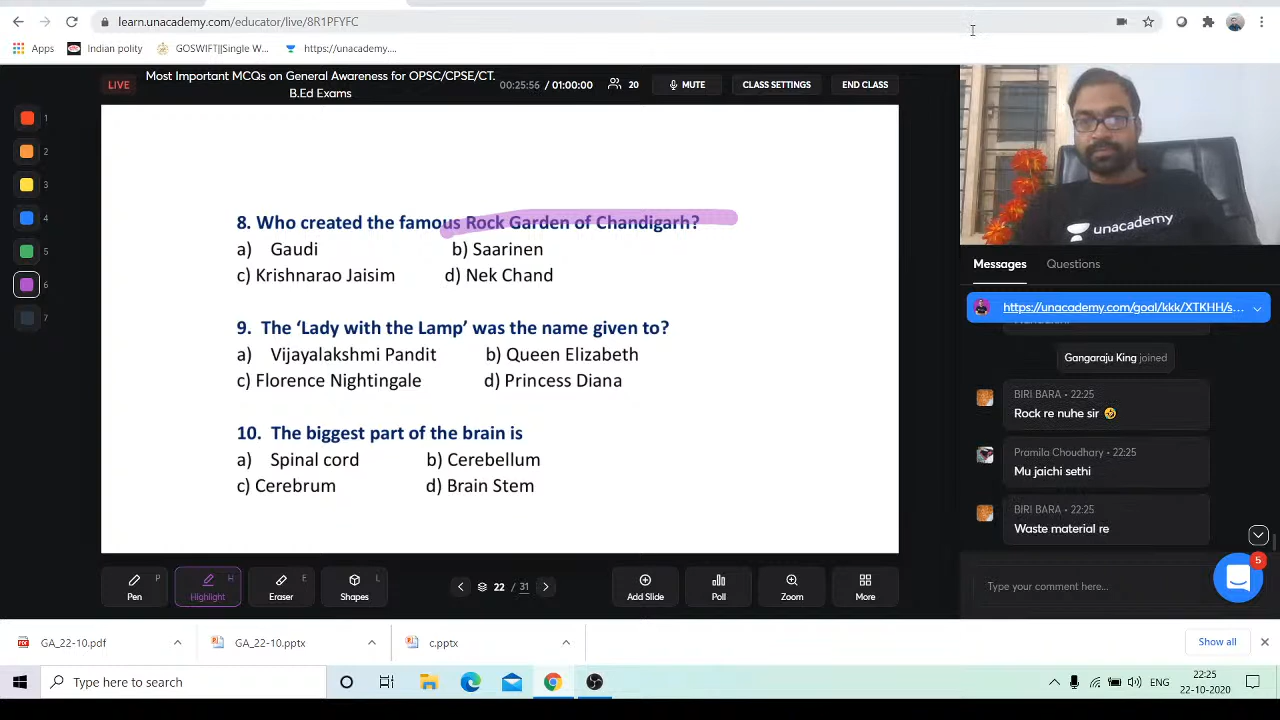 learn.unacademy.com/educator/live/8R1PFYFC
Apps
Indian polity
GOSWIFT||Single W...
https://unacademy....
LIVE
Most Important MCQs on General Awareness for OPSC/CPSE/CT.
B.Ed Exams
00:25:56 / 01:00:00
20
MUTE
CLASS SETTINGS
END CLASS
1
2
3
4
5
6
7
8. Who created the famous Rock Garden of Chandigarh?
a) Gaudi b) Saarinen
c) Krishnarao Jaisim d) Nek Chand
9. The ‘Lady with the Lamp’ was the name given to?
a) Vijayalakshmi Pandit b) Queen Elizabeth
c) Florence Nightingale d) Princess Diana
10. The biggest part of the brain is
a) Spinal cord b) Cerebellum
c) Cerebrum d) Brain Stem
unacademy
Messages
Questions
https://unacademy.com/goal/kkk/XTKHH/s...
Gangaraju King joined
BIRI BARA • 22:25
Rock re nuhe sir 🤣
Pramila Choudhary • 22:25
Mu jaichi sethi
BIRI BARA • 22:25
Waste material re
Type your comment here...
5
P
Pen
H
Highlight
E
Eraser
L
Shapes
22 / 31
Add Slide
Poll
Zoom
More
GA_22-10.pdf
GA_22-10.pptx
c.pptx
Show all
Type here to search
ENG
22:25
22-10-2020